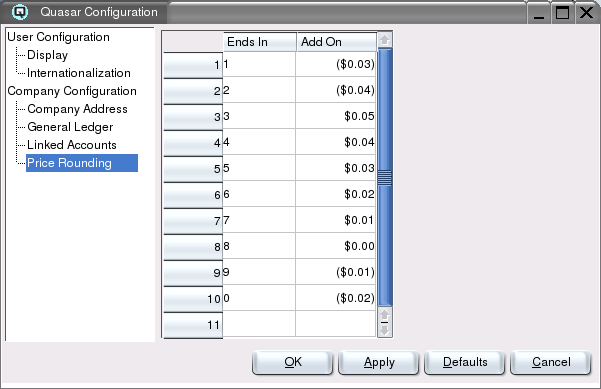 Quasar Configuration
User Configuration
Display
Internationalization
Company Configuration
Company Address
General Ledger
Linked Accounts
Price Rounding
Ends In Add On
1 1 ($0.03)
2 2 ($0.04)
3 3 $0.05
4 4 $0.04
5 5 $0.03
6 6 $0.02
7 7 $0.01
8 8 $0.00
9 9 ($0.01)
10 0 ($0.02)
11
OK Apply Defaults Cancel